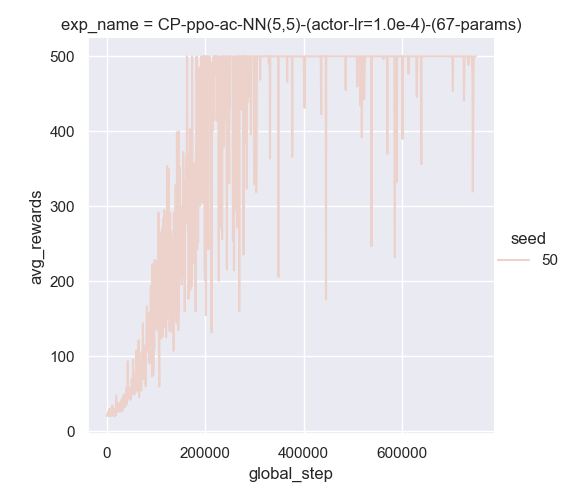 exp_name = CP-ppo-ac-NN(5,5)-(actor-lr=1.0e-4)-(67-params)
500
400
300
200
100
0
avg_rewards
0 200000 400000 600000
global_step
seed
50